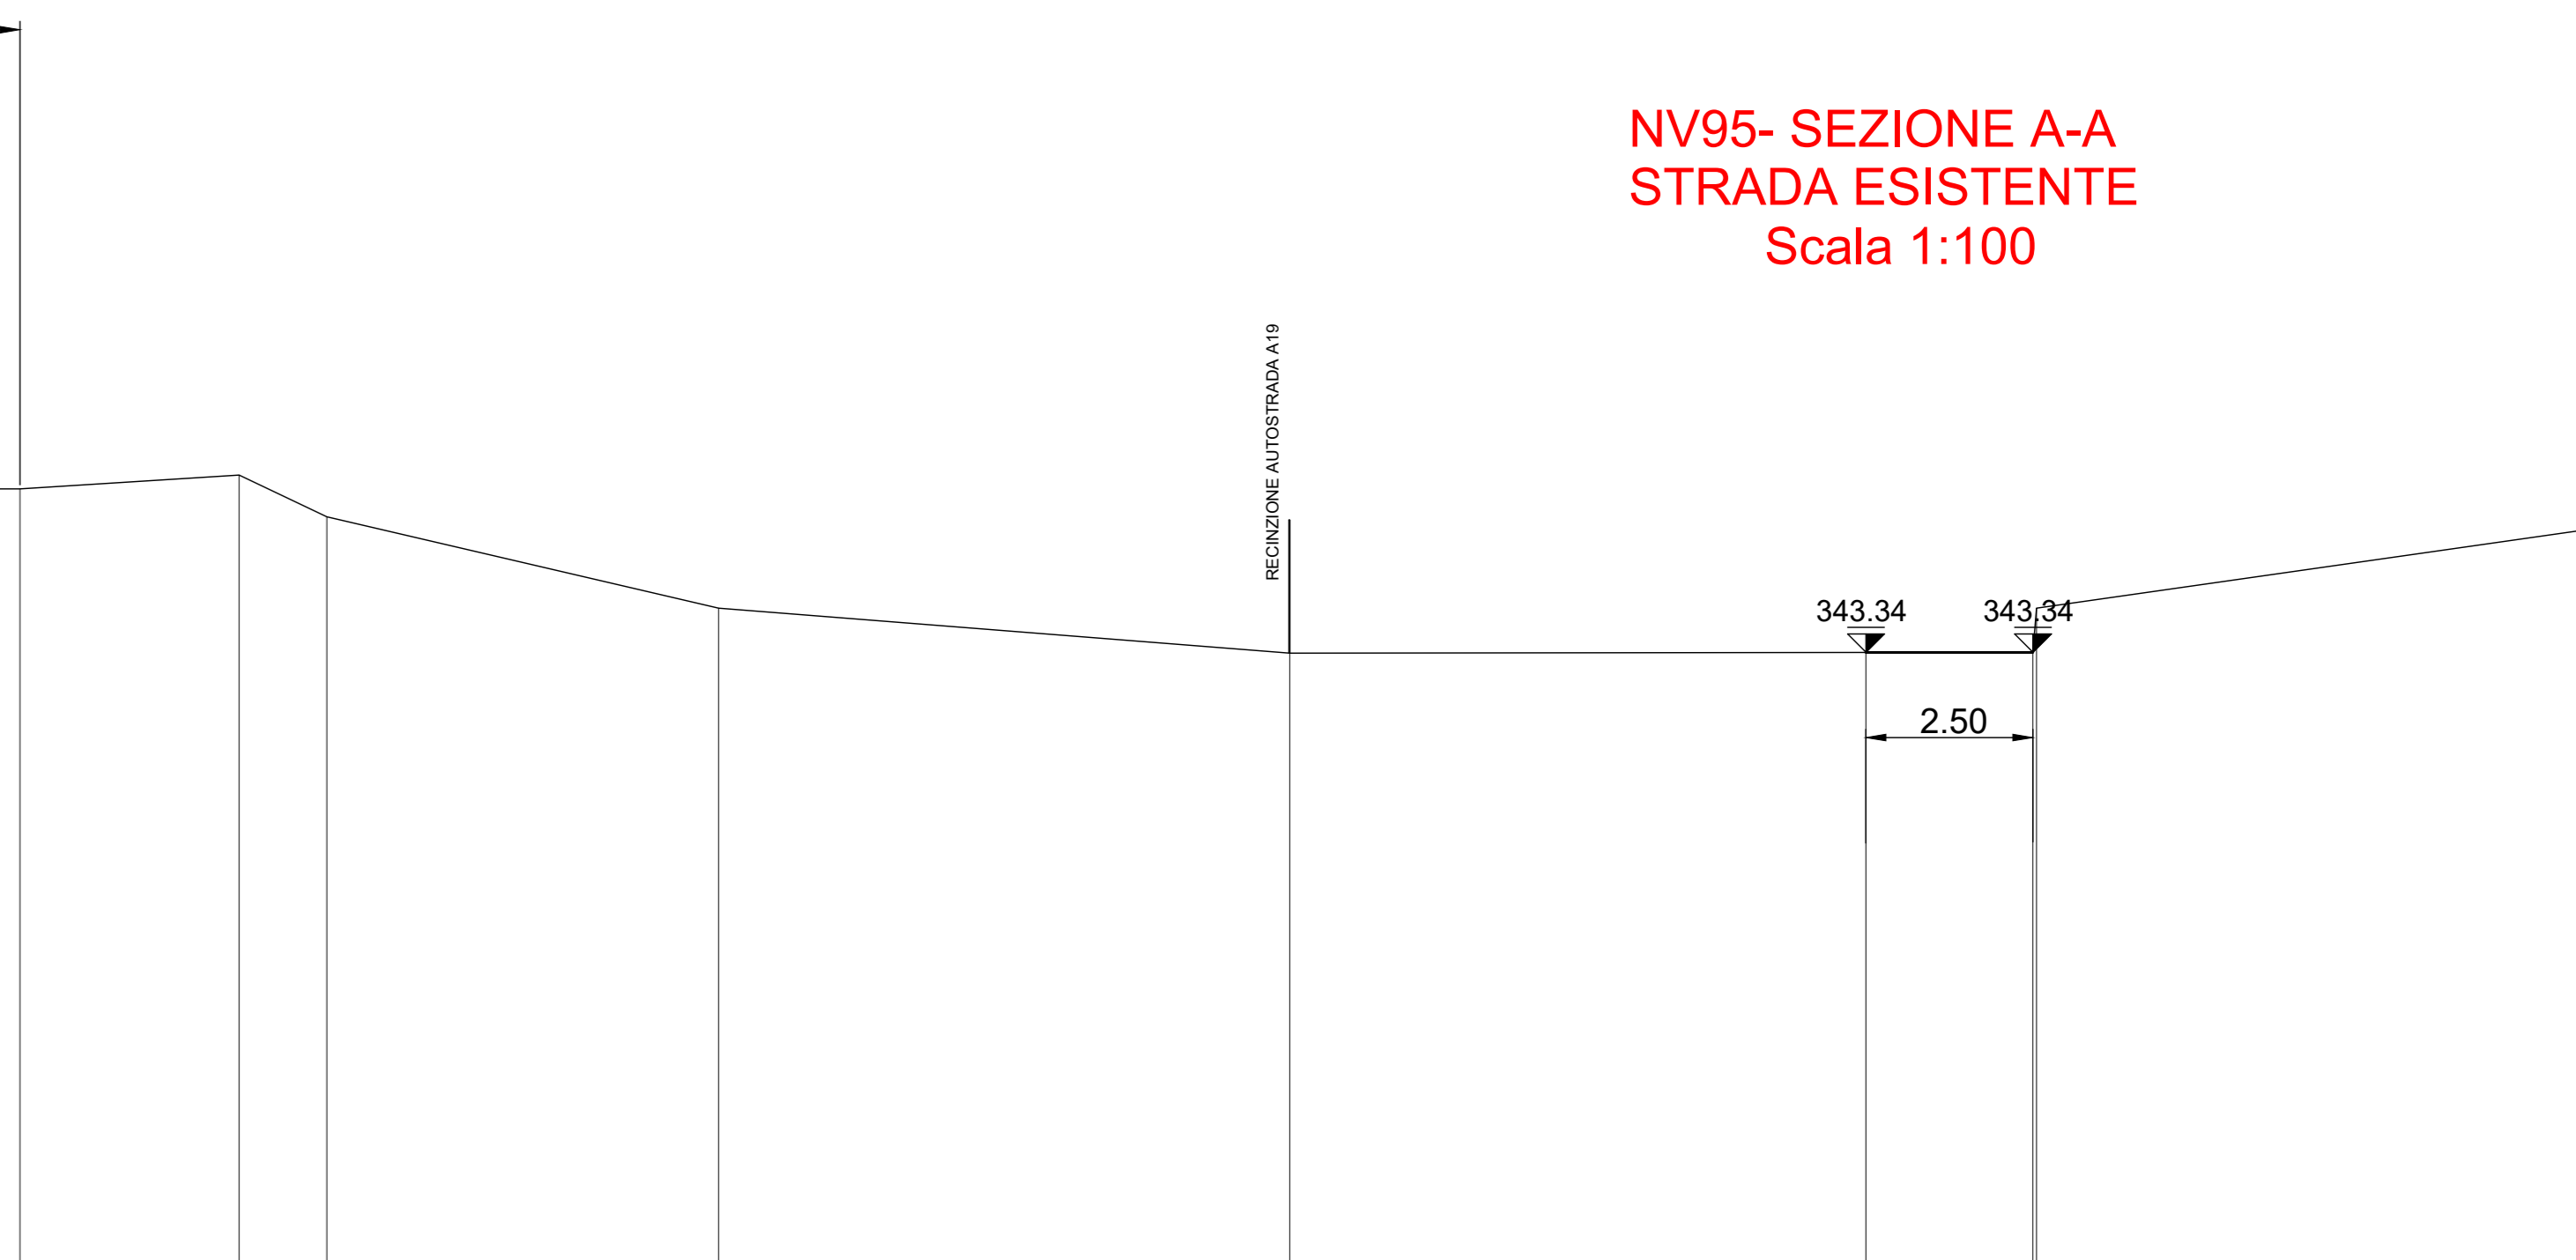 NV95- SEZIONE A-A
STRADA ESISTENTE
Scala 1:100
RECINZIONE AUTOSTRADA A19
343.34 343.34
2.50